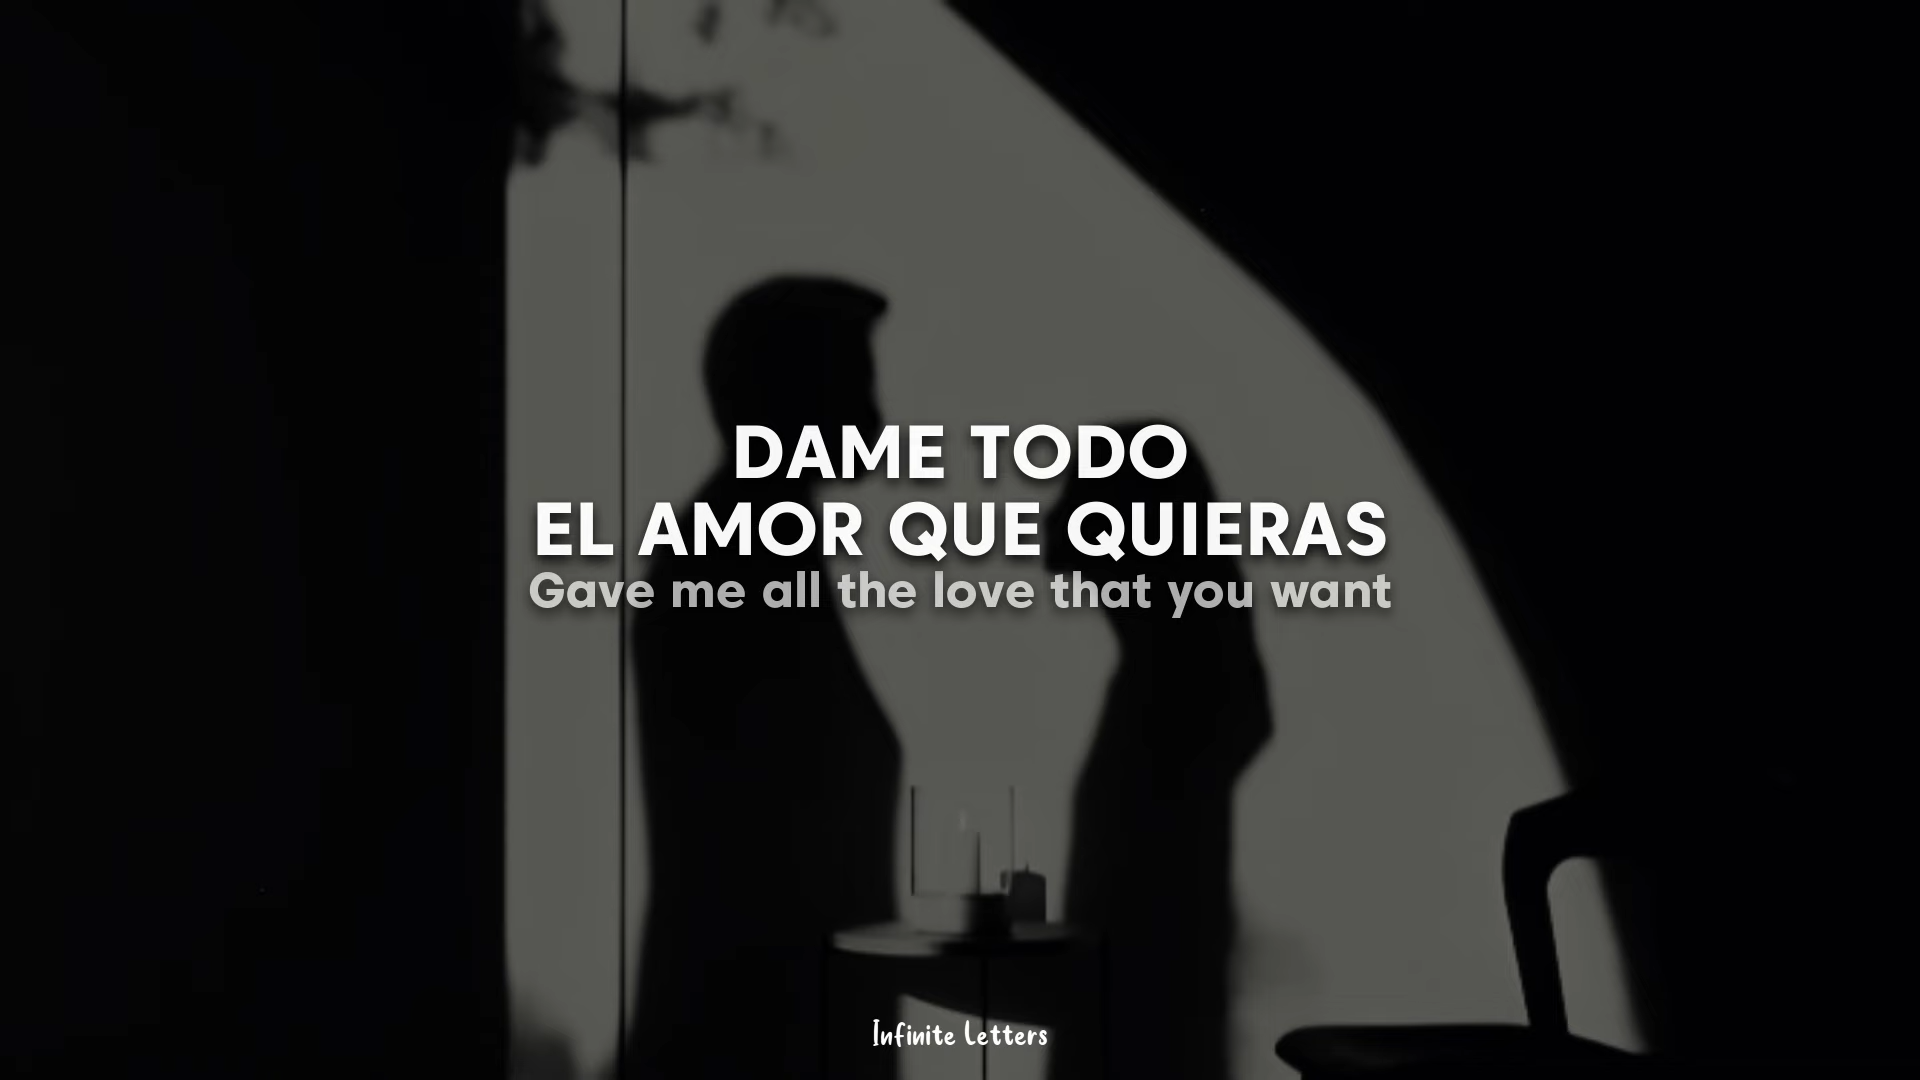 DAME TODO
EL AMOR QUE QUIERAS
Gave me all the love that you want
Infinite Letters